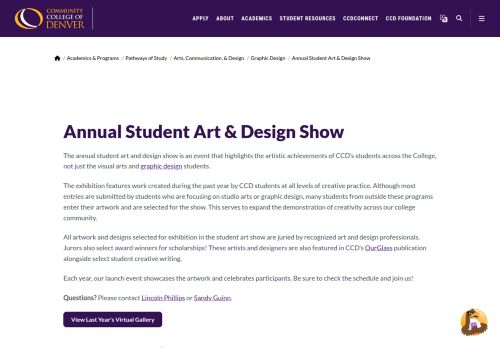 COMMUNITY
COLLEGE OF
DENVER
APPLY ABOUT ACADEMICS STUDENT RESOURCES CCDCONNECT CCD FOUNDATION
/ Academics & Programs / Pathways of Study / Arts, Communication, & Design / Graphic Design / Annual Student Art & Design Show
Annual Student Art & Design Show
The annual student art and design show is an event that highlights the artistic achievements of CCD's students across the College,
not just the visual arts and graphic design students.
The exhibition features work created during the past year by CCD students at all levels of creative practice. Although most
entries are submitted by students who are focusing on studio arts or graphic design, many students from outside these programs
enter their artwork and are selected for the show. This serves to expand the demonstration of creativity across our college
community.
All artwork and designs selected for exhibition in the student art show are juried by recognized art and design professionals.
Jurors also select award winners for scholarships! These artists and designers are also featured in CCD's OurGlass publication
alongside select student creative writing.
Each year, our launch event showcases the artwork and celebrates participants. Be sure to check the schedule and join us!
Questions? Please contact Lincoln Phillips or Sandy Guinn.
View Last Year's Virtual Gallery